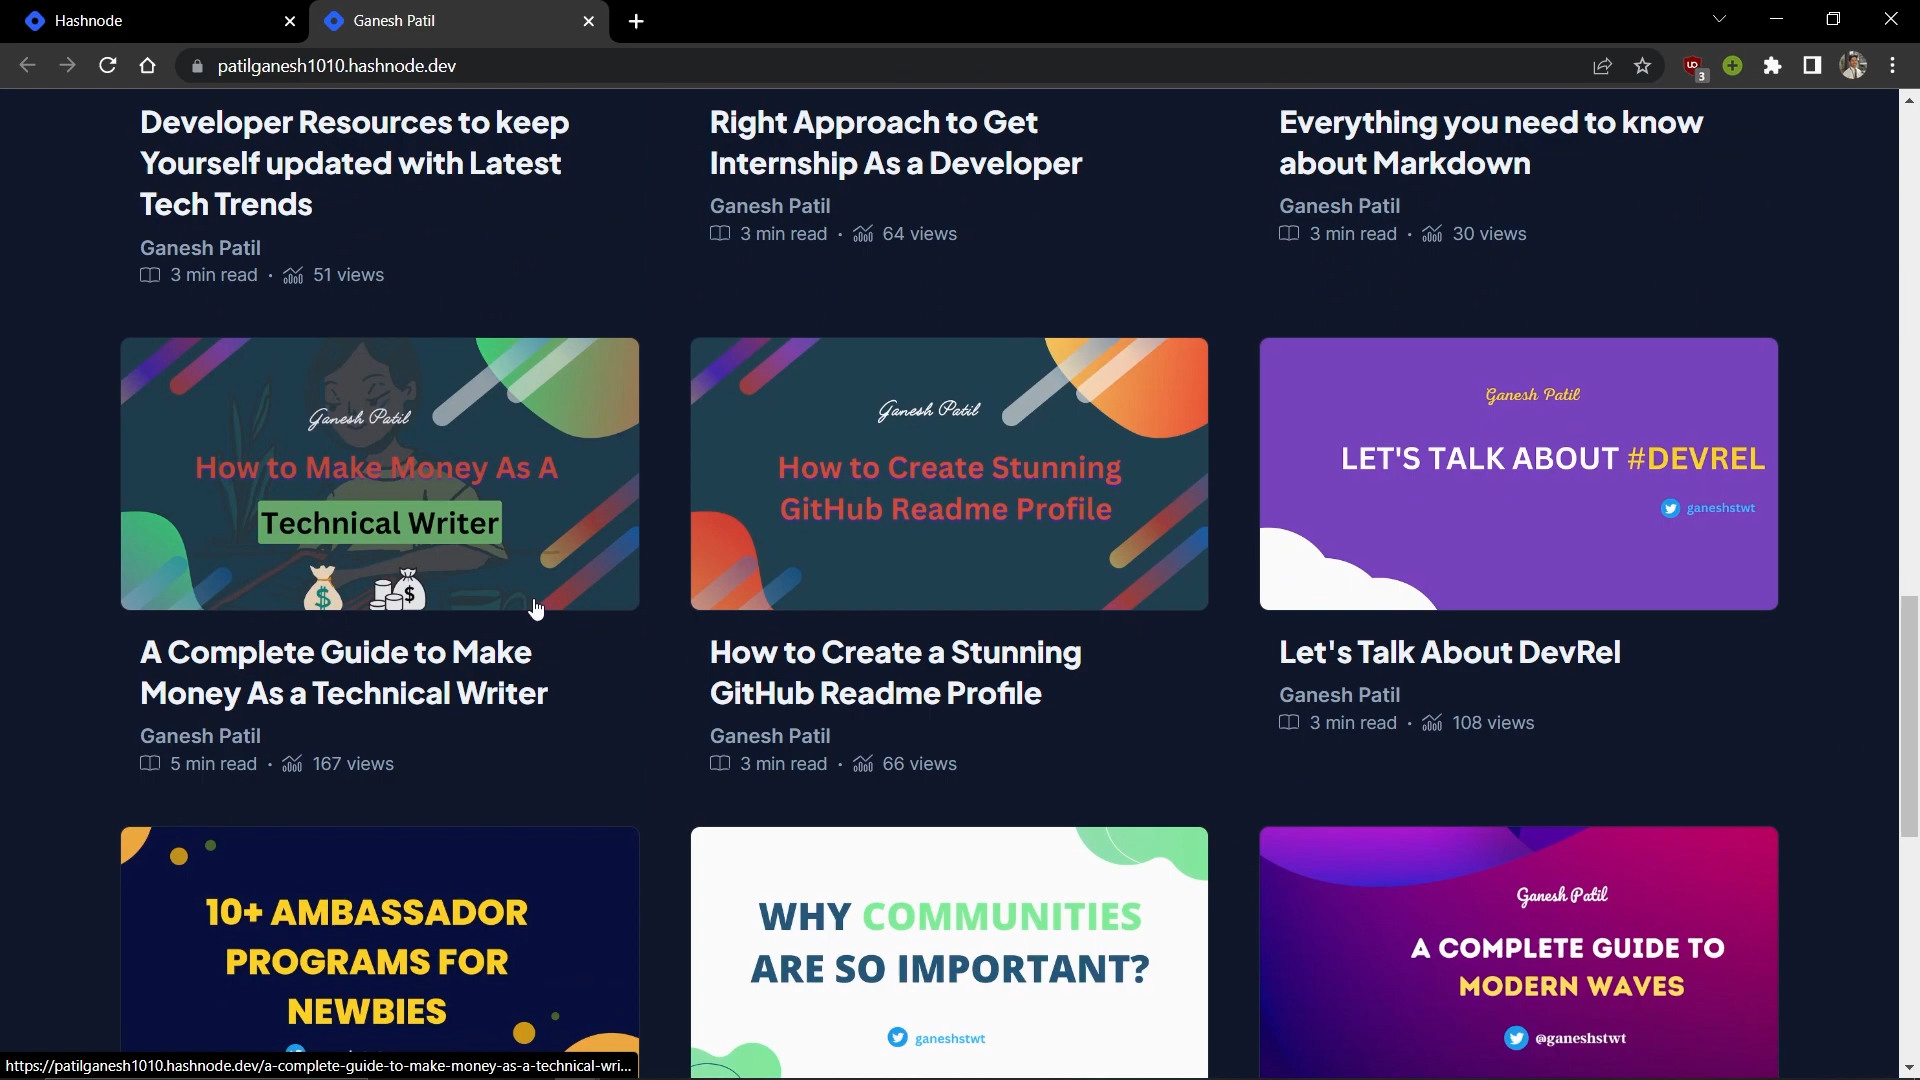 Hashnode
Ganesh Patil
patilganesh1010.hashnode.dev
3
Developer Resources to keep
Yourself updated with Latest
Tech Trends
Ganesh Patil
3 min read · 51 views
Right Approach to Get
Internship As a Developer
Ganesh Patil
3 min read · 64 views
Everything you need to know
about Markdown
Ganesh Patil
3 min read · 30 views
Ganesh Patil
How to Make Money As A
Technical Writer
$
$
A Complete Guide to Make
Money As a Technical Writer
Ganesh Patil
5 min read · 167 views
Ganesh Patil
How to Create Stunning
GitHub Readme Profile
How to Create a Stunning
GitHub Readme Profile
Ganesh Patil
3 min read · 66 views
Ganesh Patil
LET'S TALK ABOUT #DEVREL
ganeshstwt
Let's Talk About DevRel
Ganesh Patil
3 min read · 108 views
10+ AMBASSADOR
PROGRAMS FOR
NEWBIES
WHY COMMUNITIES
ARE SO IMPORTANT?
ganeshstwt
Ganesh Patil
A COMPLETE GUIDE TO
MODERN WAVES
@ganeshstwt
https://patilganesh1010.hashnode.dev/a-complete-guide-to-make-money-as-a-technical-wri...